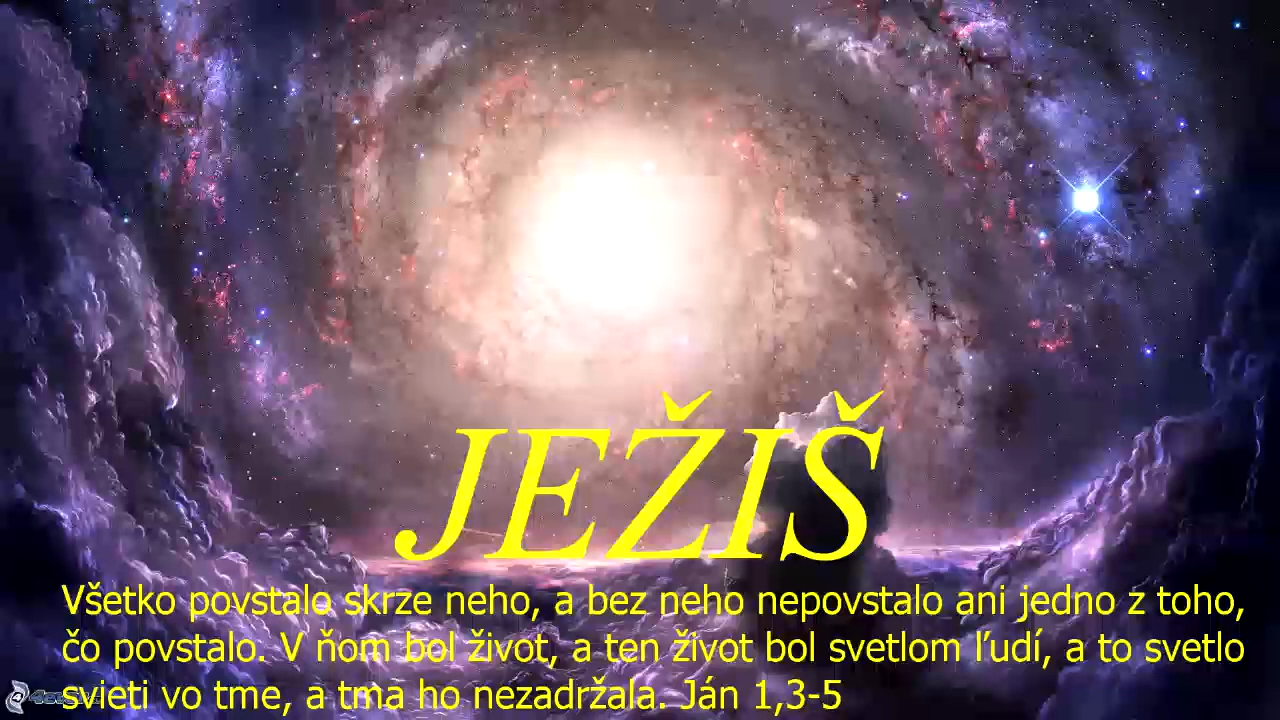 JEŽIŠ
Všetko povstalo skrze neho, a bez neho nepovstalo ani jedno z toho,
čo povstalo. V ňom bol život, a ten život bol svetlom ľudí, a to svetlo
svieti vo tme, a tma ho nezadržala. Ján 1,3-5